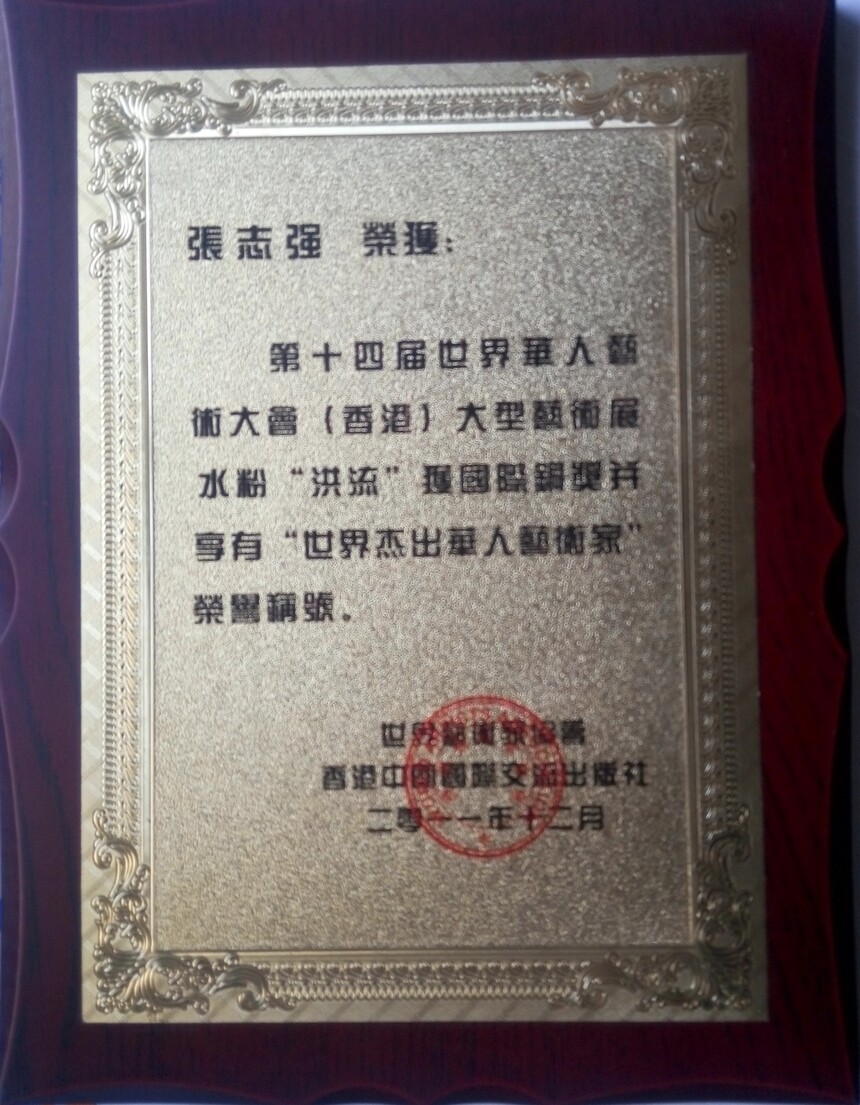 張志强 榮獲：
第十四届世界華人藝
術大會（香港）大型藝術展
水粉“洪流”獲國際銅奬并
享有“世界杰出華人藝術家”
榮譽稱號。
世界藝術家協會
香港中國國際交流出版社
二零一一年十二月